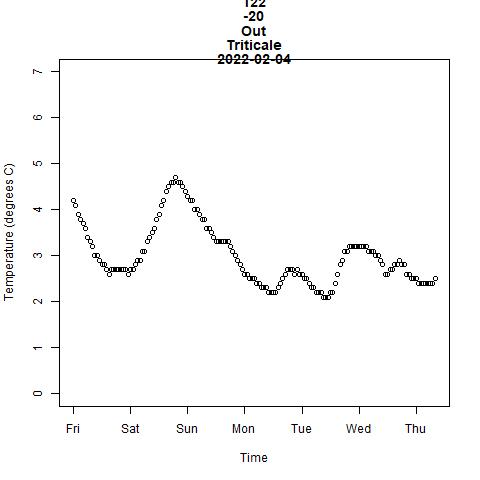 122
-20
Out
Triticale
2022-02-04
7
6
5
4
3
2
1
0
Temperature (degrees C)
Fri Sat Sun Mon Tue Wed Thu
Time